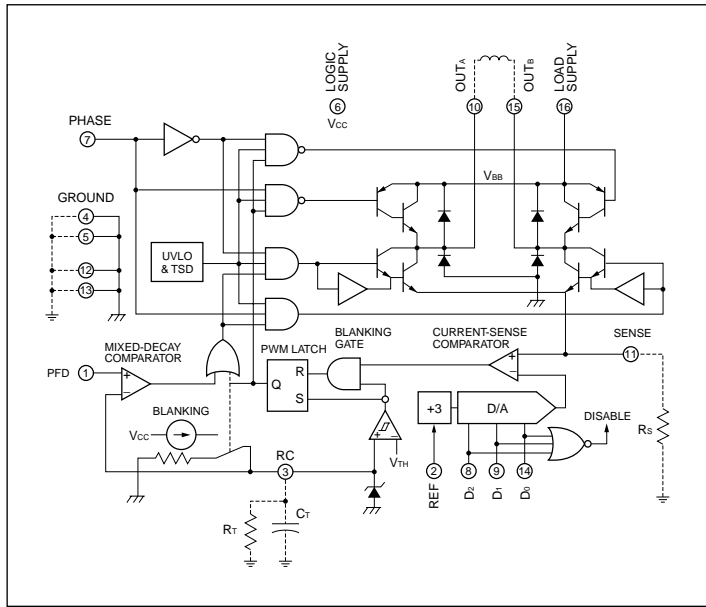 LOGIC SUPPLY
6
VCC
OUTA
10
OUTB
15
LOAD SUPPLY
16
PHASE
7
GROUND
4
5
12
13
VBB
UVLO
& TSD
MIXED-DECAY
COMPARATOR
PFD
1
+
−
BLANKING
VCC
PWM LATCH
R
Q
S
BLANKING
GATE
CURRENT-SENSE
COMPARATOR
+
−
SENSE
11
RS
+3
D/A
DISABLE
+
−
VTH
RC
3
RT
CT
2
REF
8
D2
9
D1
14
D0